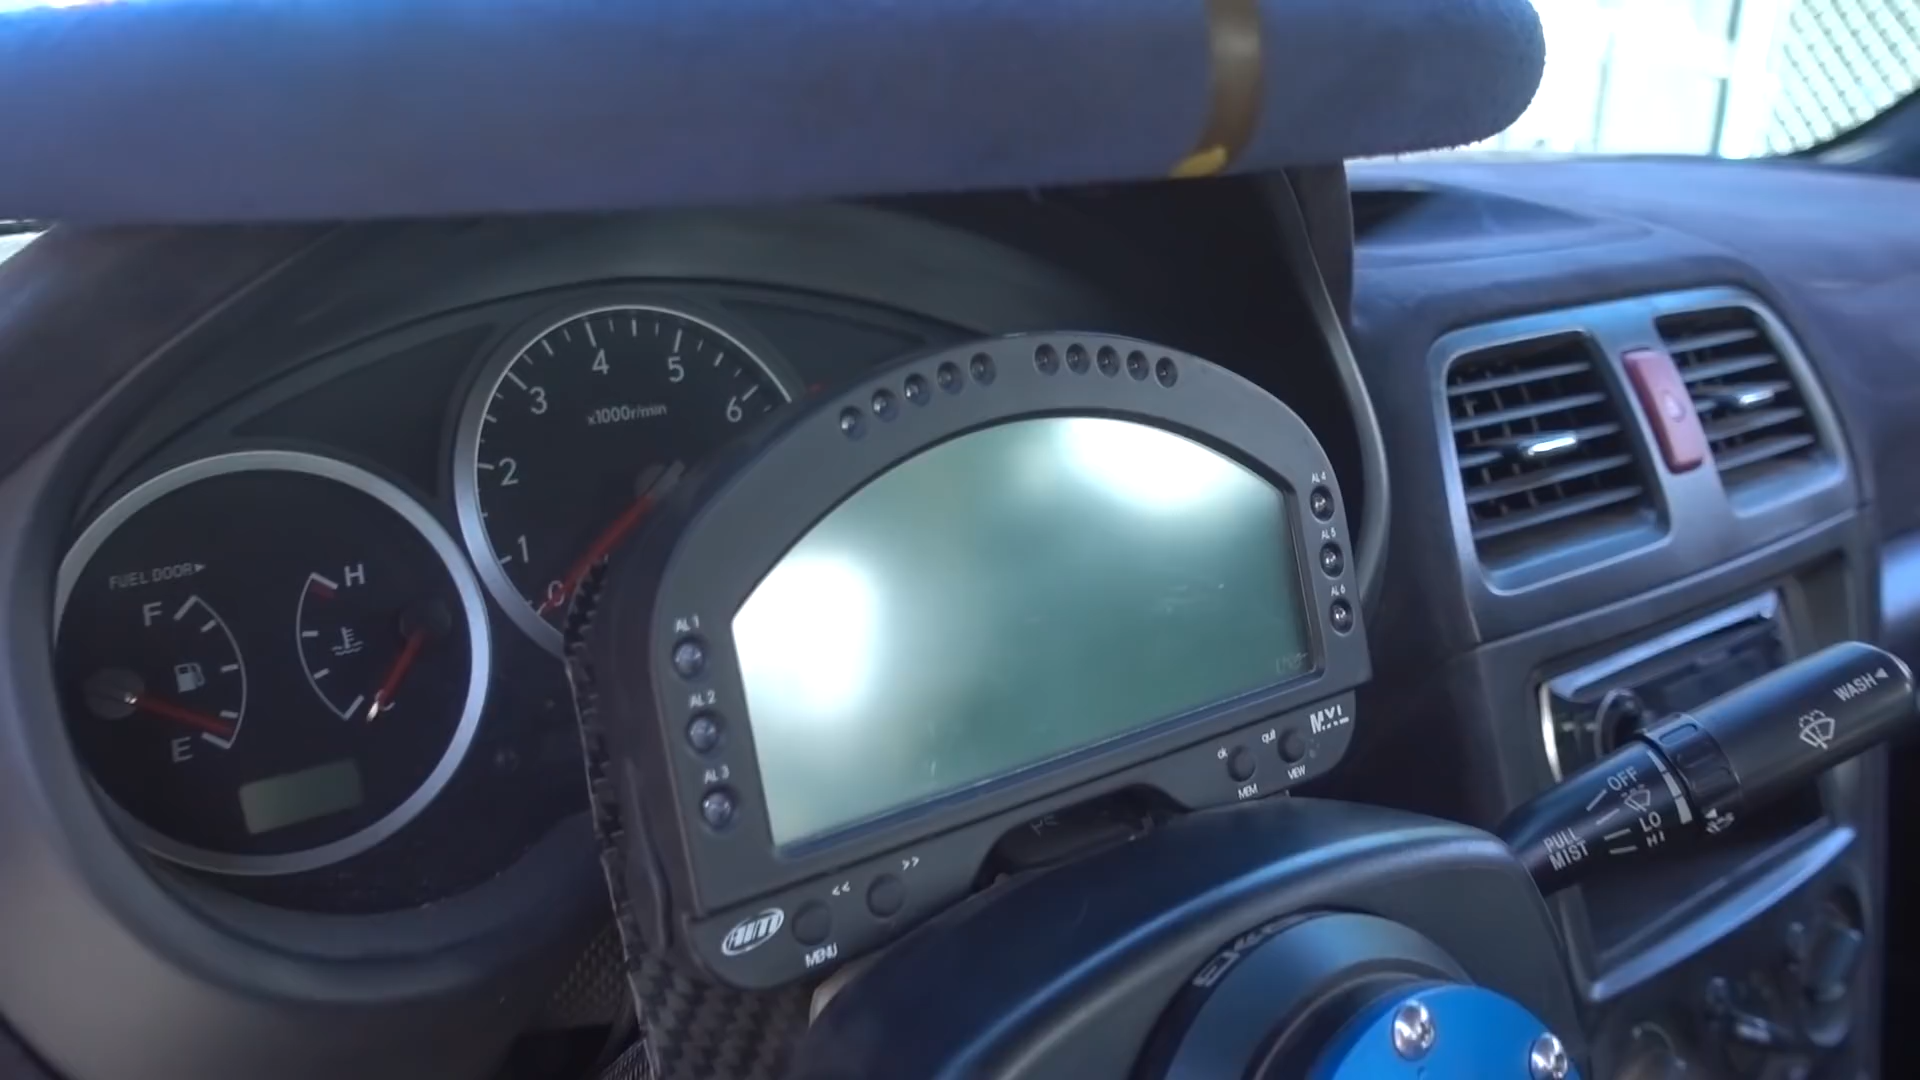 FUEL DOOR
F
E
H
C
0
1
2
3
4
5
6
x1000r/min
AL 1
AL 2
AL 3
AL 4
AL 5
AL 6
<<
>>
MENU
AiM
ok
MEM
quit
VIEW
MXL
WASH
OFF
LO
HI
PULL
MIST